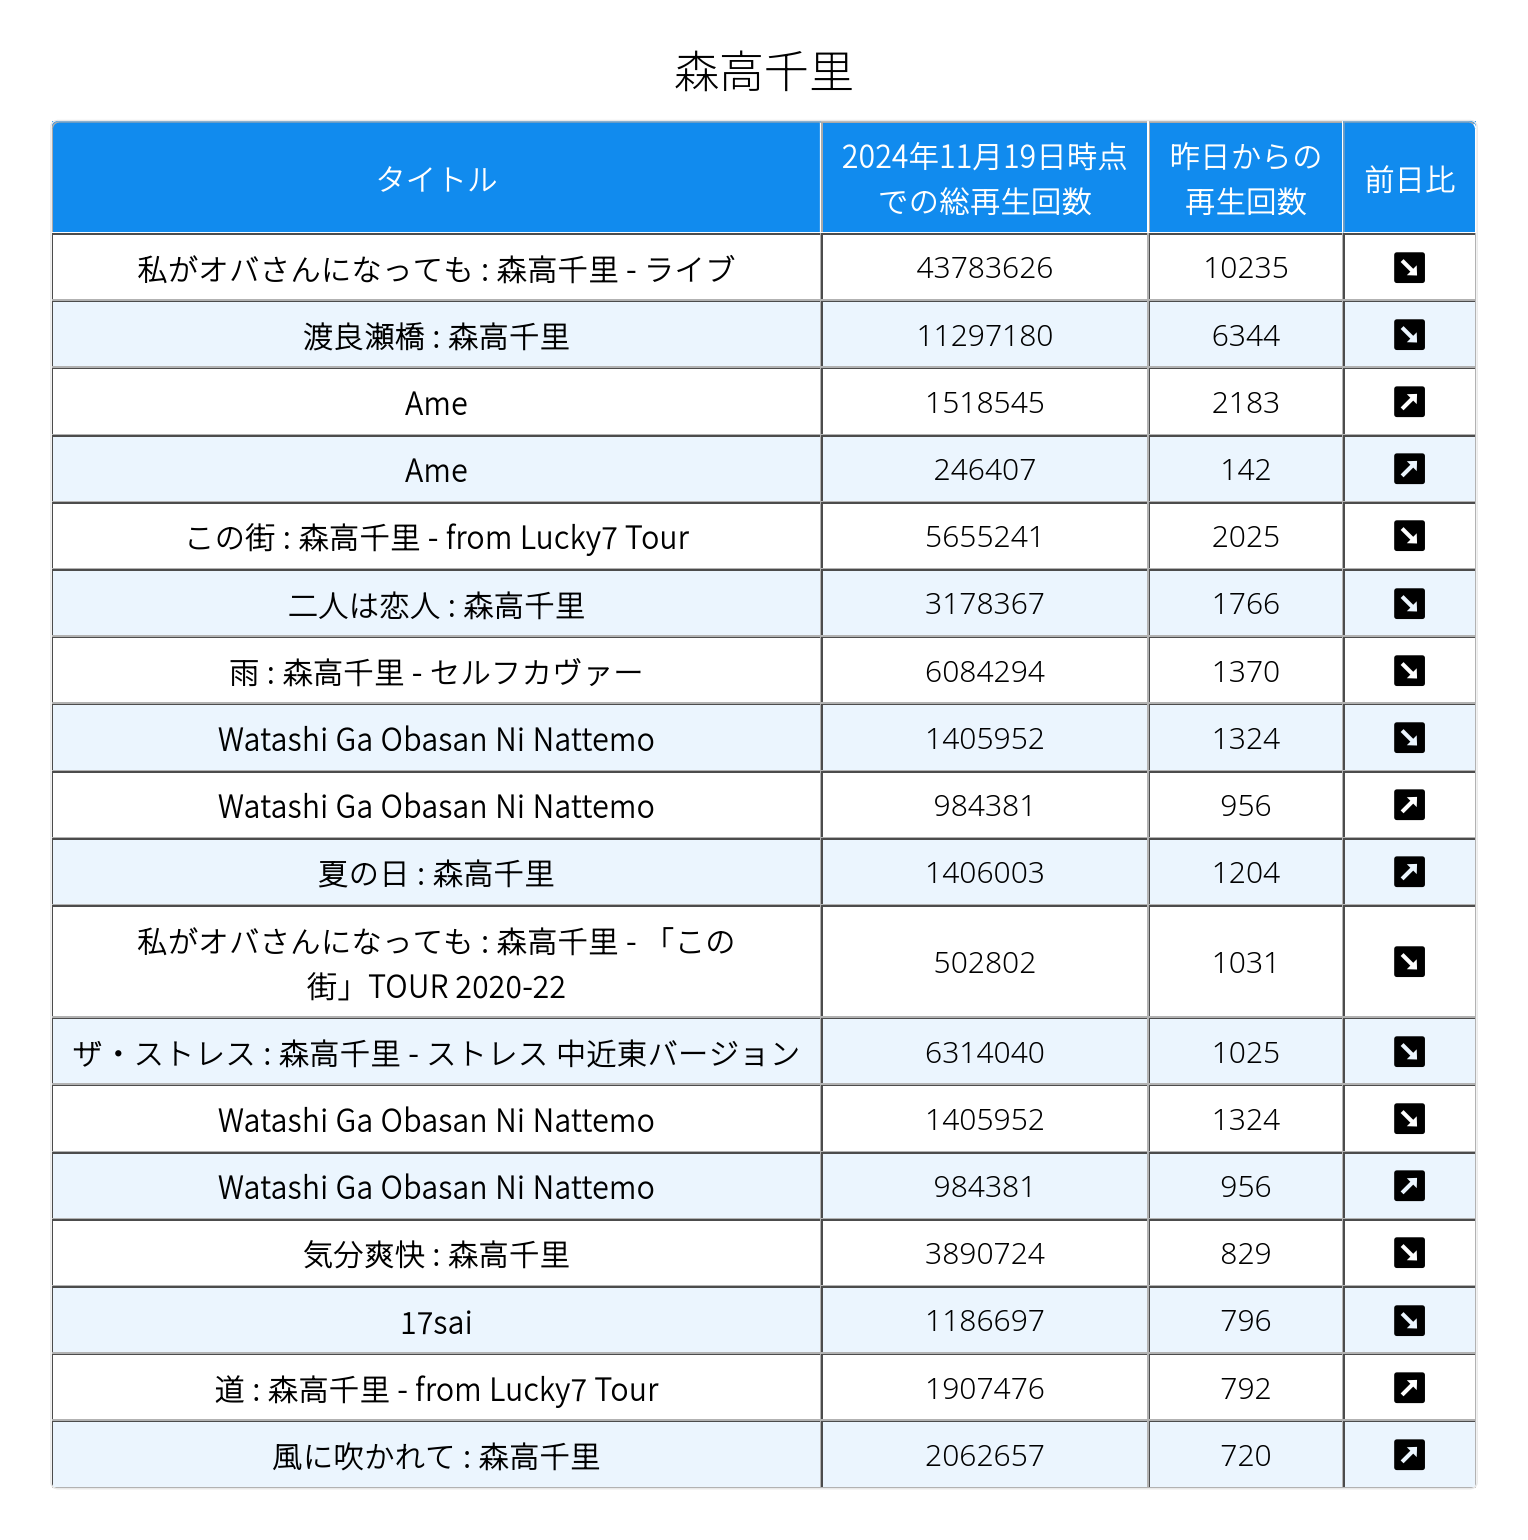 森高千里
タイトル
2024年11月19日時点
での総再生回数
昨日からの
再生回数
前日比
私がオバさんになっても : 森高千里 - ライブ 43783626 10235
渡良瀬橋 : 森高千里 11297180 6344
Ame 1518545 2183
Ame 246407 142
この街 : 森高千里 - from Lucky7 Tour 5655241 2025
二人は恋人 : 森高千里 3178367 1766
雨 : 森高千里 - セルフカヴァー 6084294 1370
Watashi Ga Obasan Ni Nattemo 1405952 1324
Watashi Ga Obasan Ni Nattemo 984381 956
夏の日 : 森高千里 1406003 1204
私がオバさんになっても : 森高千里 - 「この
街」TOUR 2020-22 502802 1031
ザ・ストレス : 森高千里 - ストレス 中近東バージョン 6314040 1025
Watashi Ga Obasan Ni Nattemo 1405952 1324
Watashi Ga Obasan Ni Nattemo 984381 956
気分爽快 : 森高千里 3890724 829
17sai 1186697 796
道 : 森高千里 - from Lucky7 Tour 1907476 792
風に吹かれて : 森高千里 2062657 720